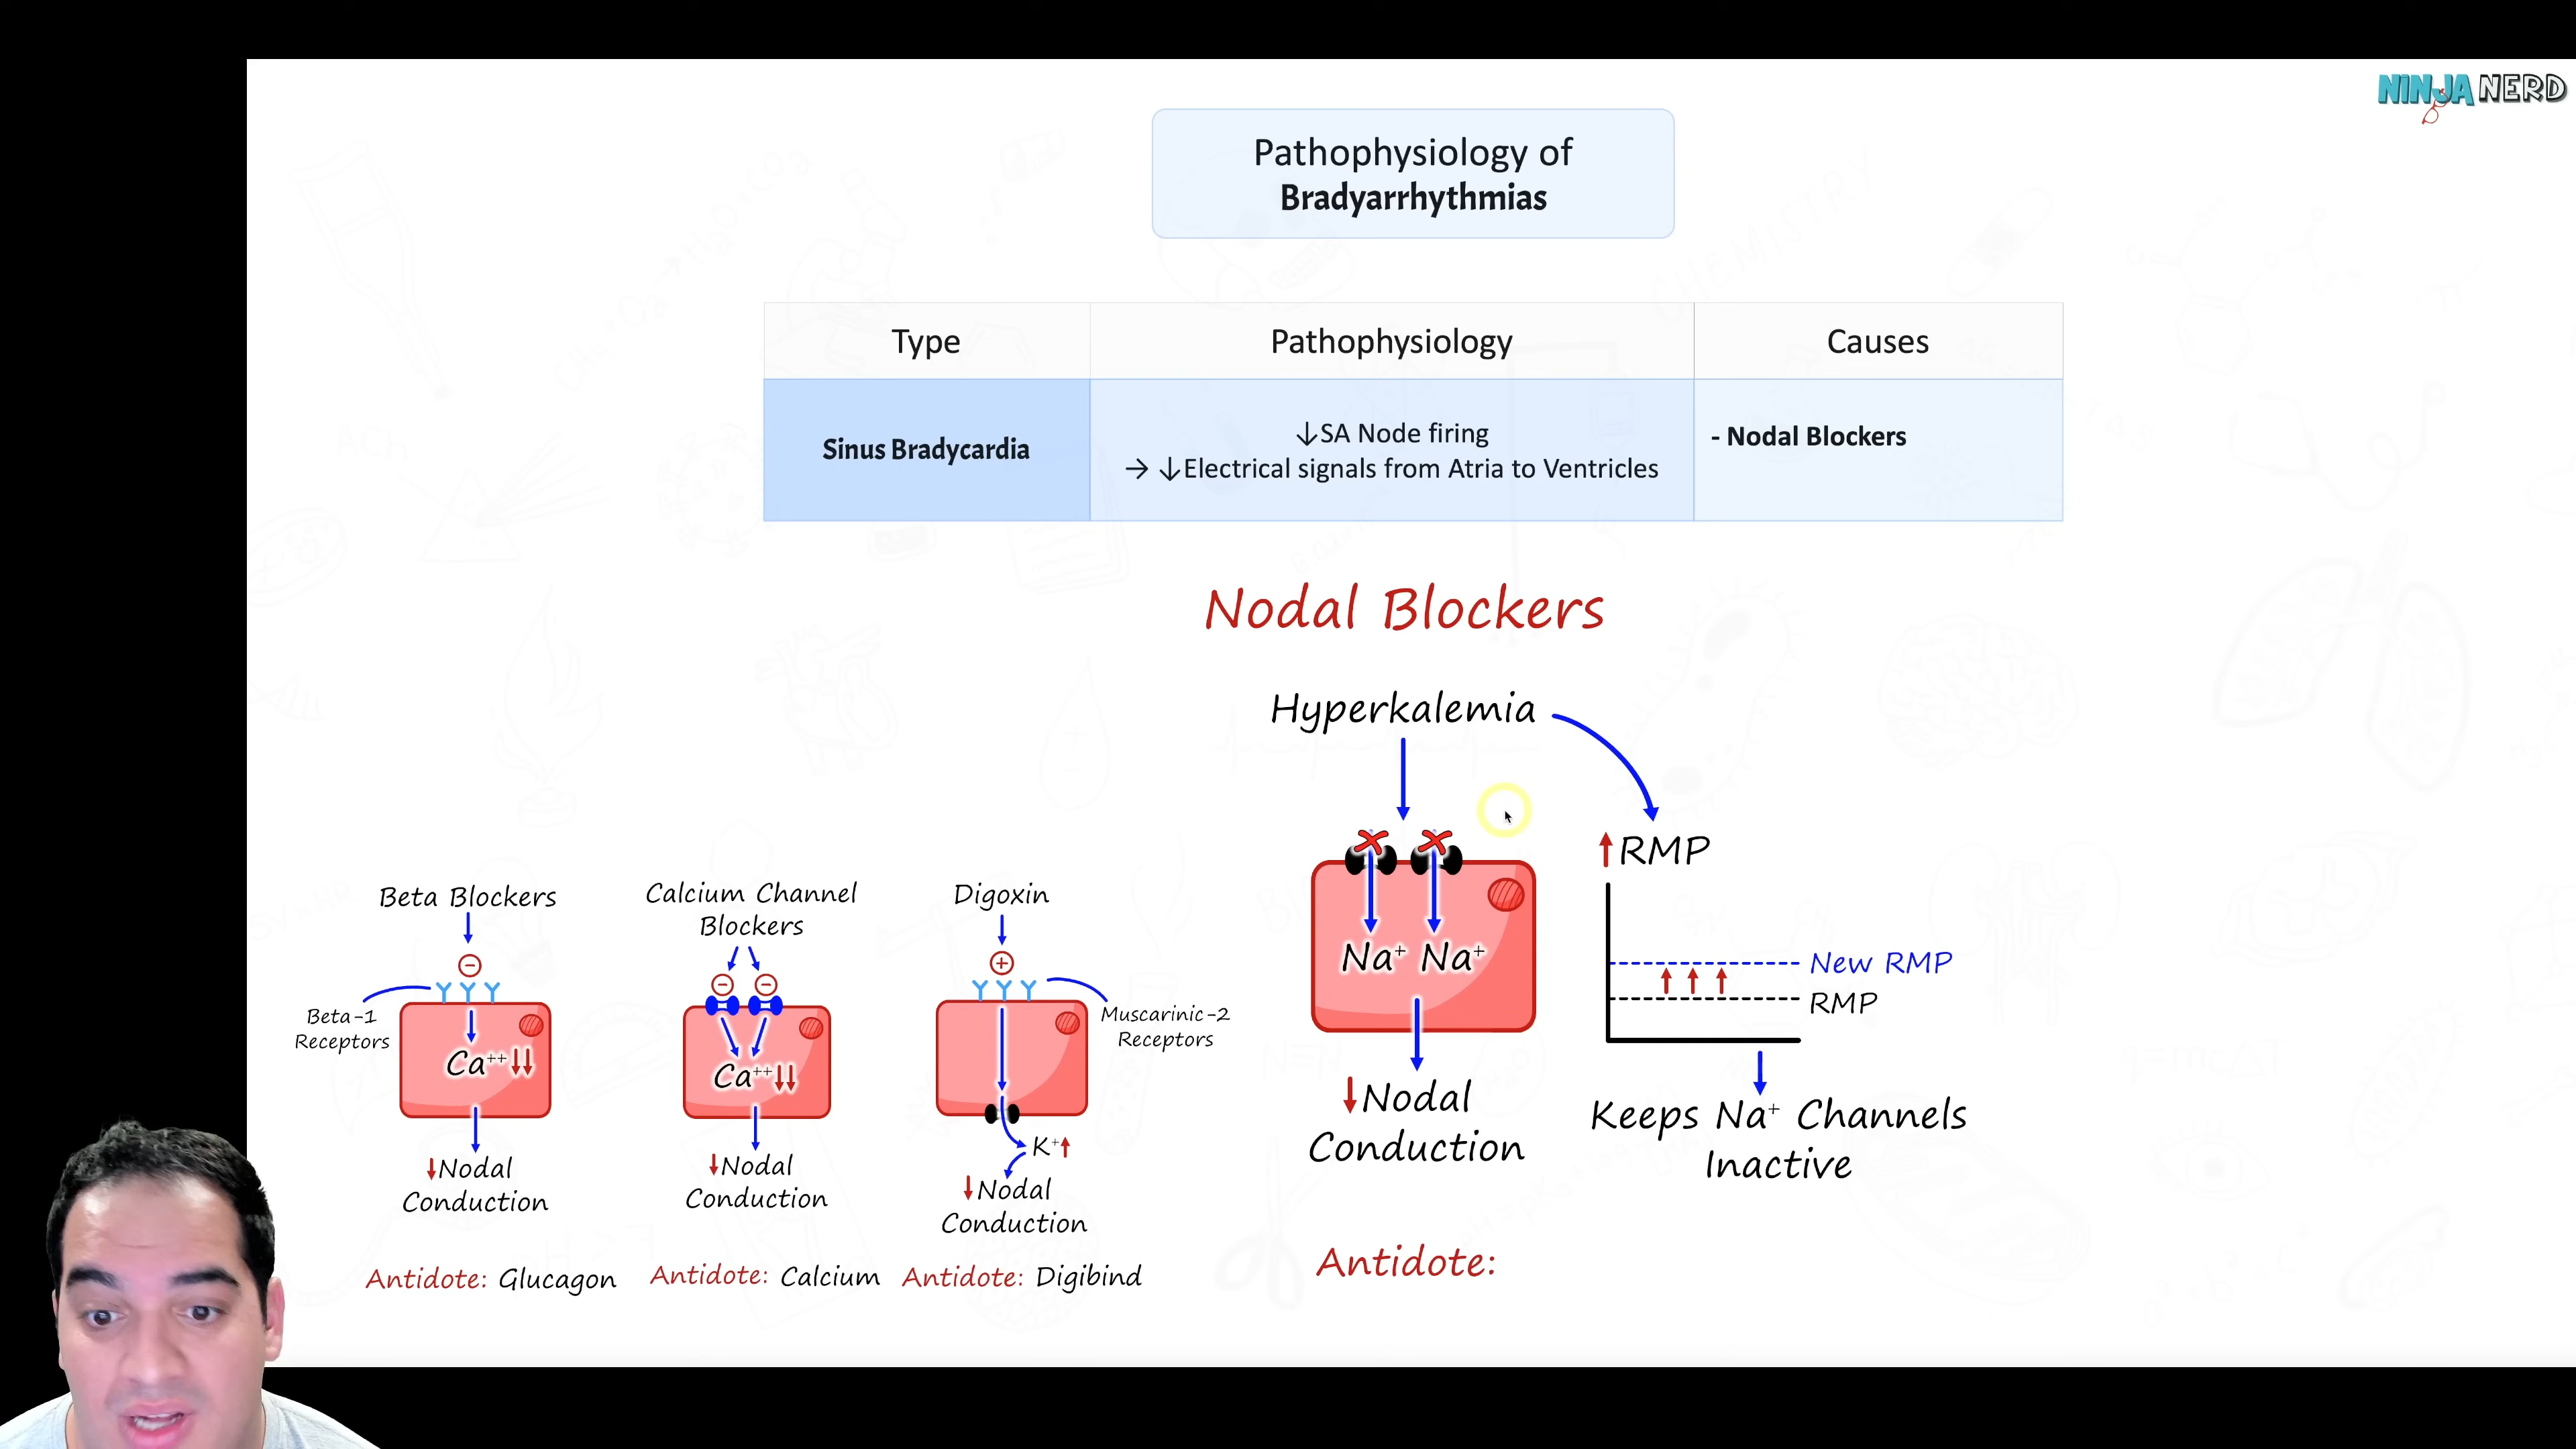 NINJA NERD
Pathophysiology of
Bradyarrhythmias
Type
Pathophysiology
Causes
Sinus Bradycardia
↓SA Node firing
→ ↓Electrical signals from Atria to Ventricles
- Nodal Blockers
Nodal Blockers
Beta Blockers
Beta-1
Receptors
Ca⁺⁺↓↓
↓Nodal
Conduction
Antidote: Glucagon
Calcium Channel
Blockers
Ca⁺⁺↓↓
↓Nodal
Conduction
Antidote: Calcium
Digoxin
Muscarinic-2
Receptors
K⁺↑
↓Nodal
Conduction
Antidote: Digibind
Hyperkalemia
Na⁺ Na⁺
↓Nodal
Conduction
↑RMP
New RMP
RMP
Keeps Na⁺ Channels
Inactive
Antidote: